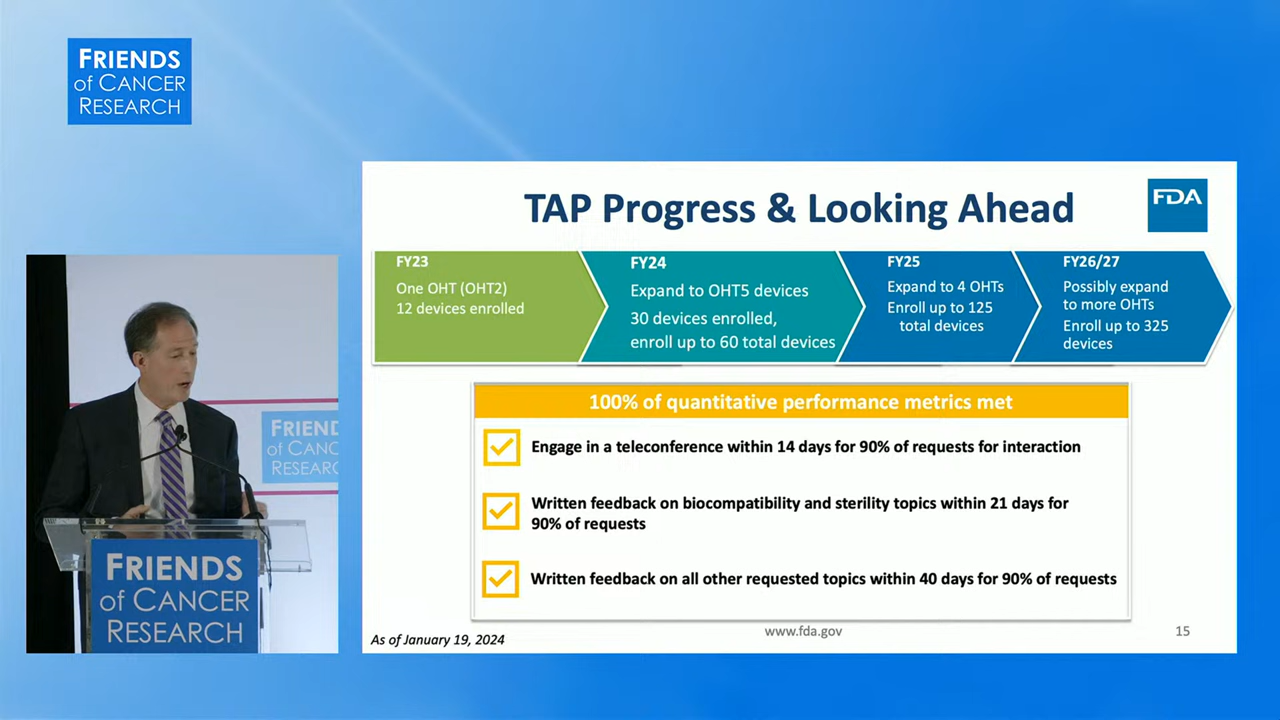 FRIENDS
of CANCER
RESEARCH
TAP Progress & Looking Ahead
FDA
FY23
One OHT (OHT2)
12 devices enrolled
FY24
Expand to OHT5 devices
30 devices enrolled,
enroll up to 60 total devices
FY25
Expand to 4 OHTs
Enroll up to 125
total devices
FY26/27
Possibly expand
to more OHTs
Enroll up to 325
devices
100% of quantitative performance metrics met
Engage in a teleconference within 14 days for 90% of requests for interaction
Written feedback on biocompatibility and sterility topics within 21 days for
90% of requests
Written feedback on all other requested topics within 40 days for 90% of requests
As of January 19, 2024
www.fda.gov
15
FRIEND
of CANC
RESEARC
FRIENDS
of CANCER
RESEARCH